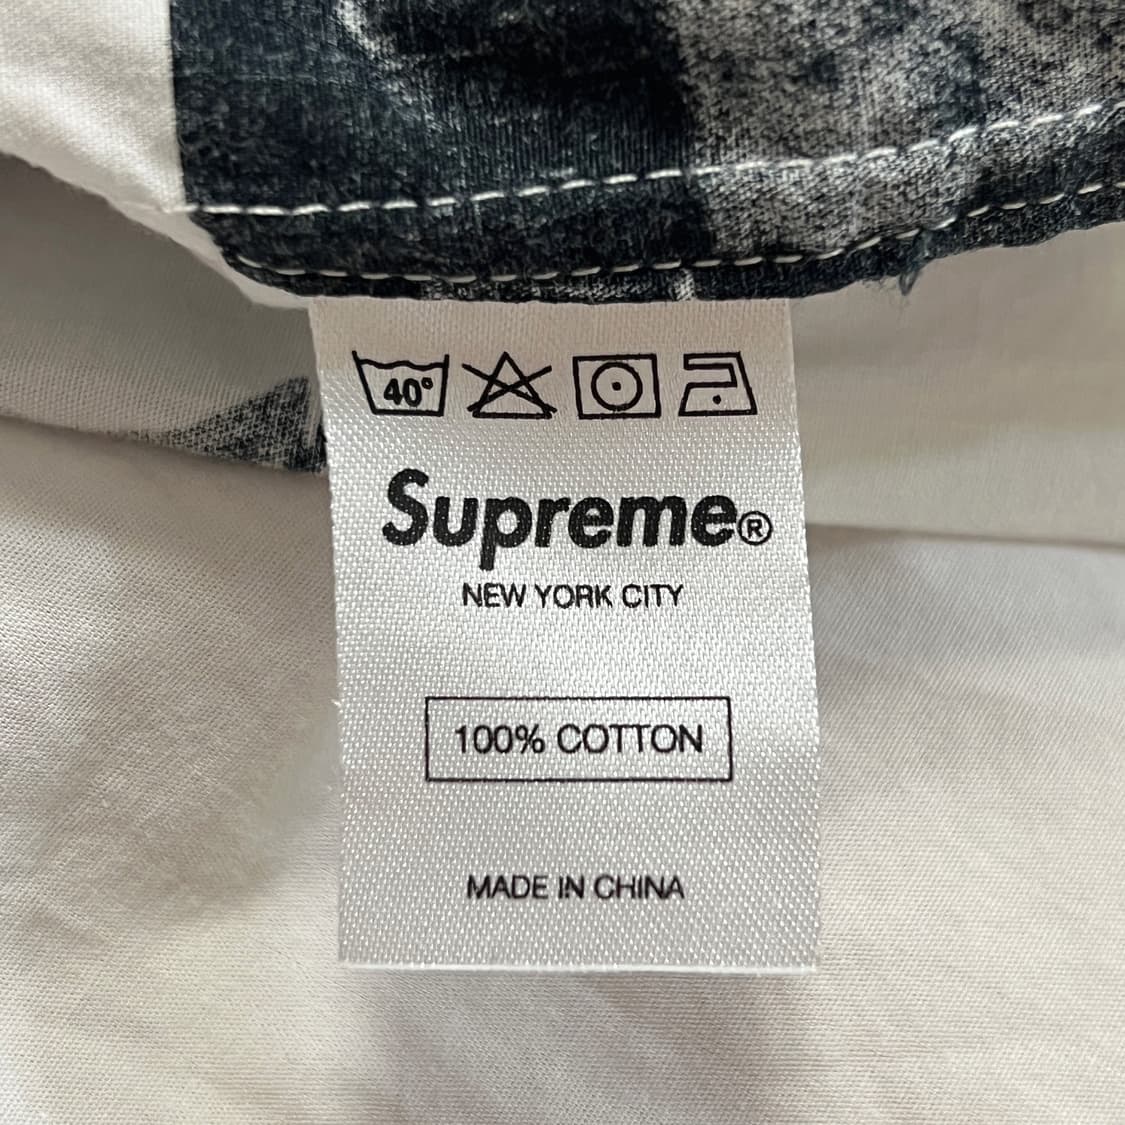 40°
Supreme®
NEW YORK CITY
100% COTTON
MADE IN CHINA